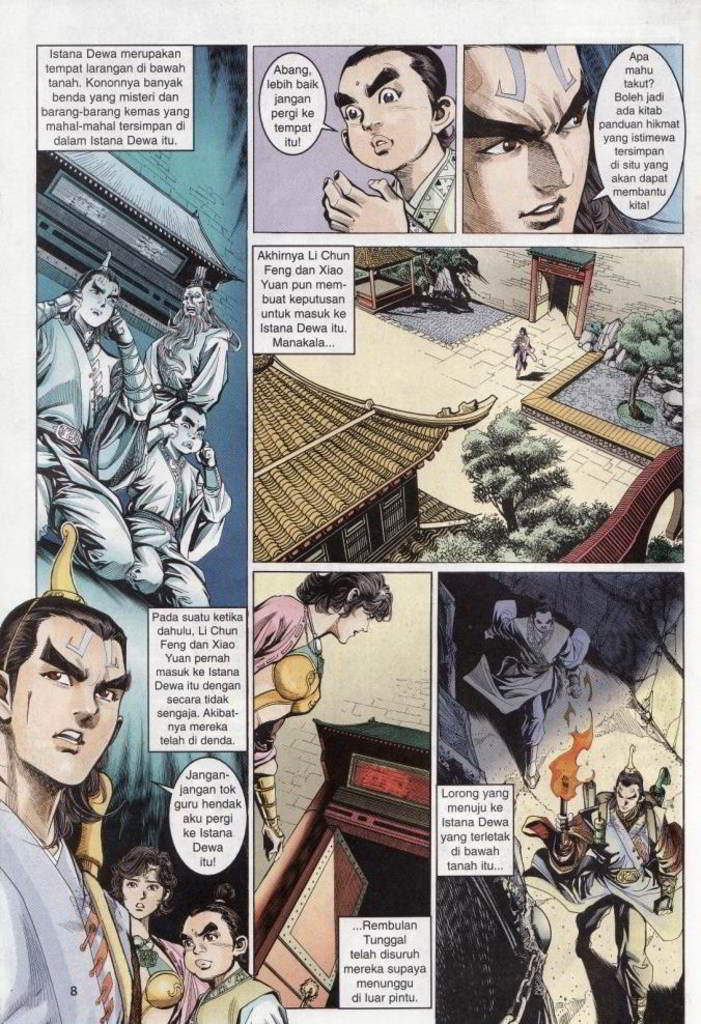 Istana Dewa merupakan
tempat larangan di bawah
tanah. Kononnya banyak
benda yang misteri dan
barang-barang kemas yang
mahal-mahal tersimpan di
dalam Istana Dewa itu.
Abang,
lebih baik
jangan
pergi ke
tempat
itu!
Apa
mahu
takut?
Boleh jadi
ada kitab
panduan hikmat
yang istimewa
tersimpan
di situ yang
akan dapat
membantu
kita!
Akhirnya Li Chun
Feng dan Xiao
Yuan pun mem-
buat keputusan
untuk masuk ke
Istana Dewa itu.
Manakala...
Pada suatu ketika
dahulu, Li Chun
Feng dan Xiao
Yuan pernah
masuk ke Istana
Dewa itu dengan
secara tidak
sengaja. Akibat-
nya mereka
telah di denda.
Jangan-
jangan tok
guru hendak
aku pergi
ke Istana
Dewa
itu!
...Rembulan
Tunggal
telah disuruh
mereka supaya
menunggu
di luar pintu.
Lorong yang
menuju ke
Istana Dewa
yang terletak
di bawah
tanah itu...
8